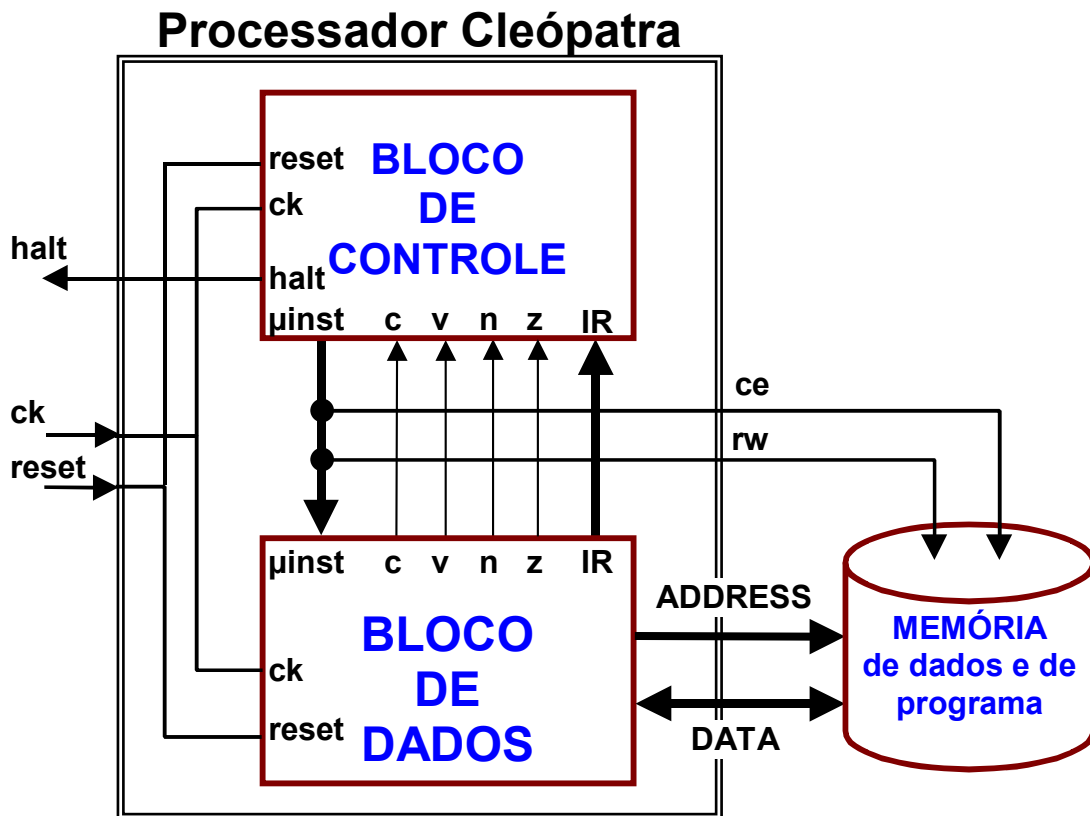 Processador Cleópatra
reset
BLOCO
DE
CONTROLE
ck
halt
halt
µinst c v n z IR
ce
ck
rw
reset
µinst c v n z IR
ADDRESS
BLOCO
DE
DADOS
ck
reset
DATA
MEMÓRIA
de dados e de
programa